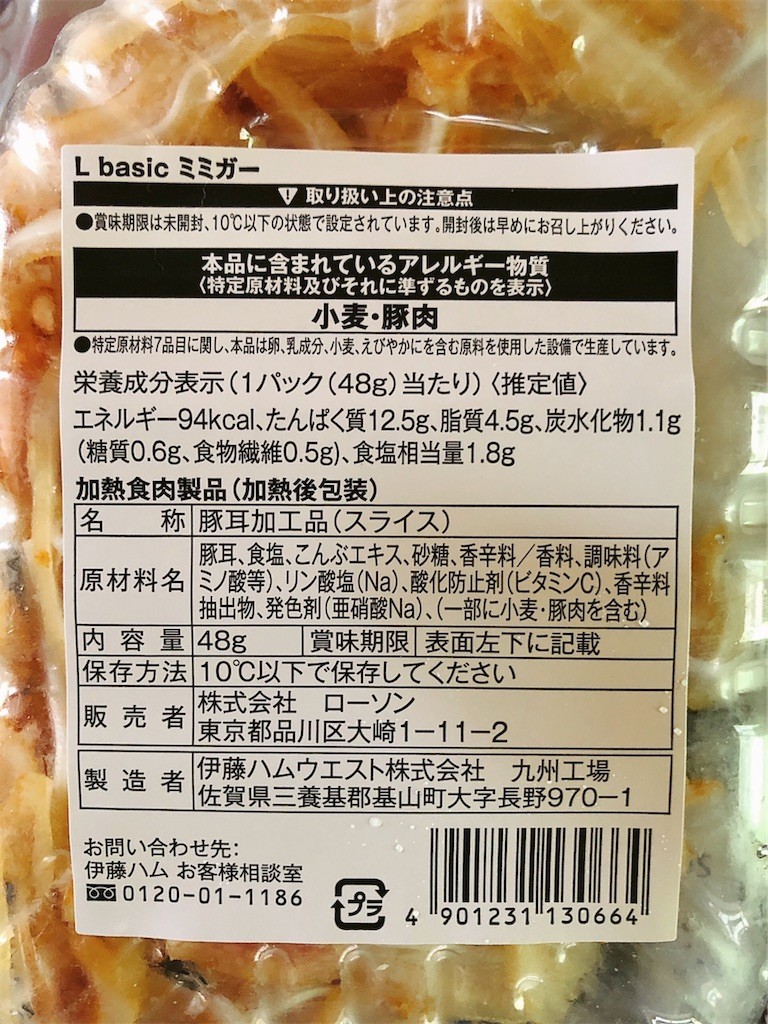 L basic ミミガー
! 取り扱い上の注意点
●賞味期限は未開封、10℃以下の状態で設定されています。開封後は早めにお召し上がりください。
本品に含まれているアレルギー物質
〈特定原材料及びそれに準ずるものを表示〉
小麦・豚肉
●特定原材料7品目に関し、本品は卵、乳成分、小麦、えびやかにを含む原料を使用した設備で生産しています。
栄養成分表示(1パック(48g)当たり)〈推定値〉
エネルギー94kcal、たんぱく質12.5g、脂質4.5g、炭水化物1.1g
(糖質0.6g、食物繊維0.5g)、食塩相当量1.8g
加熱食肉製品(加熱後包装)
名称 豚耳加工品(スライス)
原材料名 豚耳、食塩、こんぶエキス、砂糖、香辛料/香料、調味料(ア
ミノ酸等)、リン酸塩(Na)、酸化防止剤(ビタミンC)、香辛料
抽出物、発色剤(亜硝酸Na)、(一部に小麦・豚肉を含む)
内容量 48g 賞味期限 表面左下に記載
保存方法 10℃以下で保存してください
販売者 株式会社 ローソン
東京都品川区大崎1-11-2
製造者 伊藤ハムウエスト株式会社 九州工場
佐賀県三養基郡基山町大字長野970-1
お問い合わせ先:
伊藤ハム お客様相談室
0120-01-1186
プラ
4 901231 130664